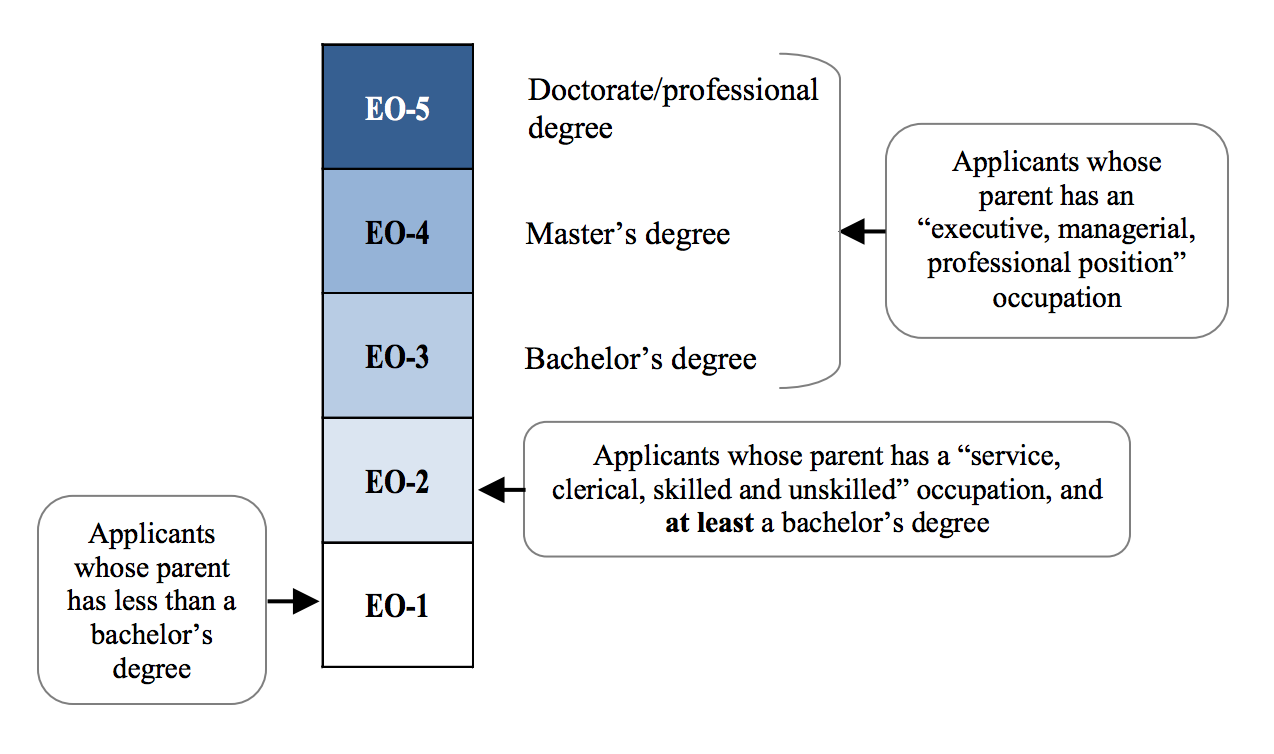 EO-5
Doctorate/professional
degree
Applicants whose
parent has an
“executive, managerial,
professional position”
occupation
EO-4
Master’s degree
EO-3
Bachelor’s degree
EO-2
Applicants whose parent has a “service,
clerical, skilled and unskilled” occupation, and
at least a bachelor’s degree
Applicants
whose parent
has less than a
bachelor’s
degree
EO-1